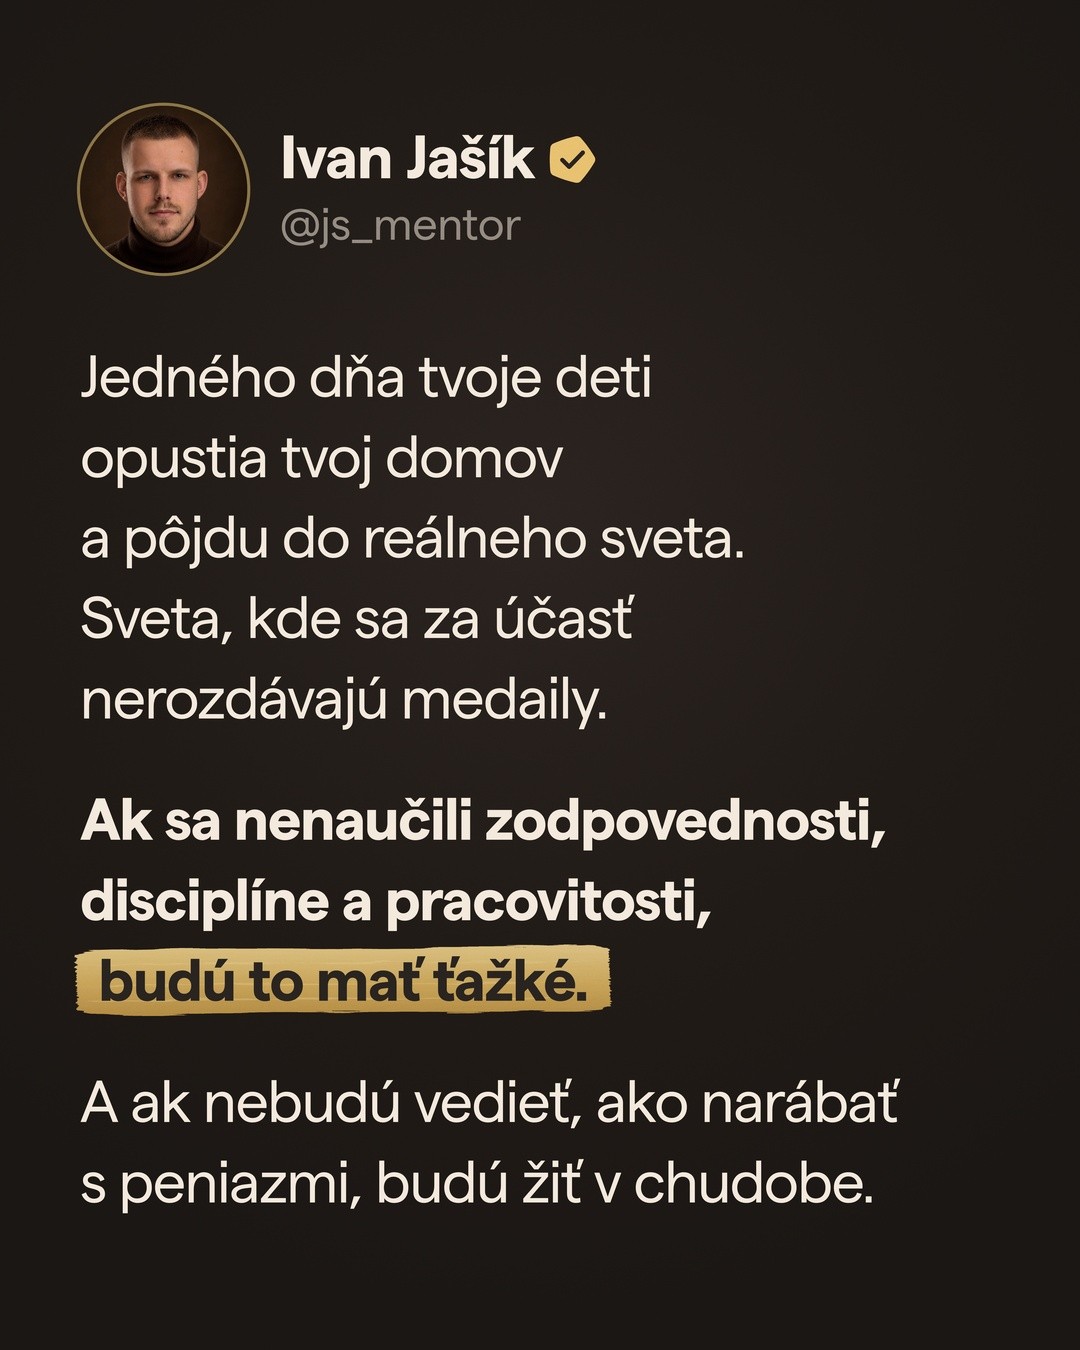 Ivan Jašík
@js_mentor
Jedného dňa tvoje deti
opustia tvoj domov
a pôjdu do reálneho sveta.
Sveta, kde sa za účasť
nerozdávajú medaily.
Ak sa nenaučili zodpovednosti,
disciplíne a pracovitosti,
budú to mať ťažké.
A ak nebudú vedieť, ako narábať
s peniazmi, budú žiť v chudobe.